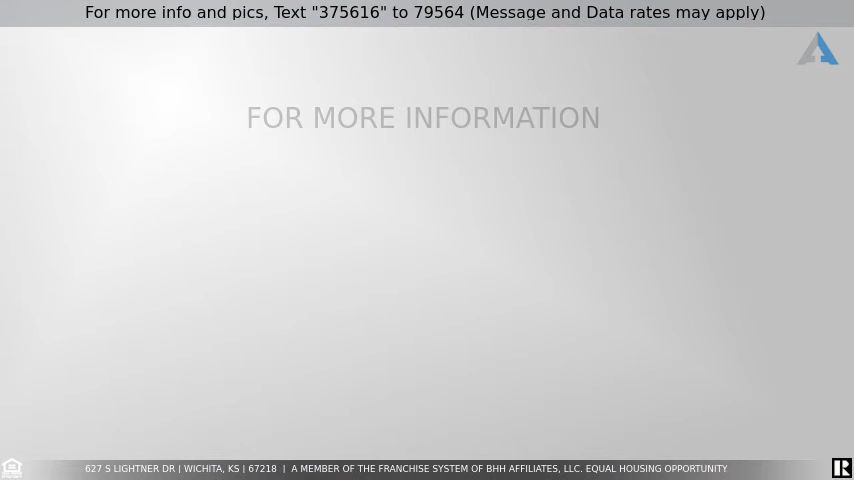 For more info and pics, Text "375616" to 79564 (Message and Data rates may apply)
FOR MORE INFORMATION
627 S LIGHTNER DR | WICHITA, KS | 67218 | A MEMBER OF THE FRANCHISE SYSTEM OF BHH AFFILIATES, LLC. EQUAL HOUSING OPPORTUNITY